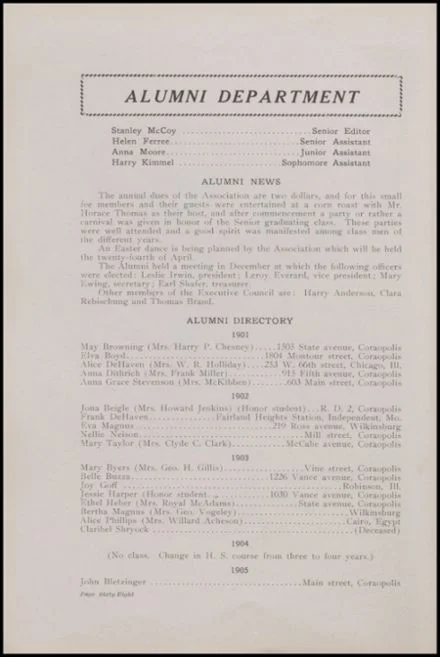 ALUMNI DEPARTMENT
Stanley McCoy ..............................Senior Editor
Helen Ferree..............................Senior Assistant
Anna Moore..............................Junior Assistant
Harry Kimmel ......................Sophomore Assistant
ALUMNI NEWS
The annual dues of the Association are two dollars, and for this small
fee members and their guests were entertained at a corn roast with Mr.
Horace Thomas as their host, and after commencement a party or rather a
carnival was given in honor of the Senior graduating class. These parties
were well attended and a good spirit was manifested among class men of
the different years.
An Easter dance is being planned by the Association which will be held
the twenty-fourth of April.
The Alumni held a meeting in December at which the following officers
were elected: Leslie Irwin, president; Leroy Everard, vice president; Mary
Ewing, secretary; Earl Shafer, treasurer.
Other members of the Executive Council are: Harry Anderson, Clara
Rebischung and Thomas Brand.
ALUMNI DIRECTORY
1901
May Browning (Mrs. Harry P. Chesney).....1503 State avenue, Coraopolis
Elva Boyd..............................1804 Montour street, Coraopolis
Alice DeHaven (Mrs. W. R. Holliday)....253 W. 66th street, Chicago, Ill.
Anna Dithrich (Mrs. Frank Miller)..........915 Fifth avenue, Coraopolis
Anna Grace Stevenson (Mrs. McKibben).......603 Main street, Coraopolis
1902
Jona Beigle (Mrs. Howard Jenkins) (Honor student)...R. D. 2, Coraopolis
Frank DeHaven..............Fairland Heights Station, Independent, Mo.
Eva Magnus..............................219 Ross avenue, Wilkinsburg
Nellie Neison..............................Mill street, Coraopolis
Mary Taylor (Mrs. Clyde C. Clark)...........McCabe avenue, Coraopolis
1903
Mary Byers (Mrs. Geo. H. Gillis)................Vine street, Coraopolis
Belle Buzza............................1226 Vance avenue, Coraopolis
Joy Goff ..............................Robinson, Ill.
Jessie Harper (Honor student...............1030 Vance avenue, Coraopolis
Ethel Heber (Mrs. Royal McAdams)..............State avenue, Coraopolis
Bertha Magnus (Mrs. Geo. Vogeley)......................Wilkinsburg
Alice Phillips (Mrs. Willard Acheson)......................Cairo, Egypt
Claribel Shryock ..............................(Deceased)
1904
(No class. Change in H. S. course from three to four years.)
1905
John Bletzinger ..............................Main street, Coraopolis
Page Sixty-Eight